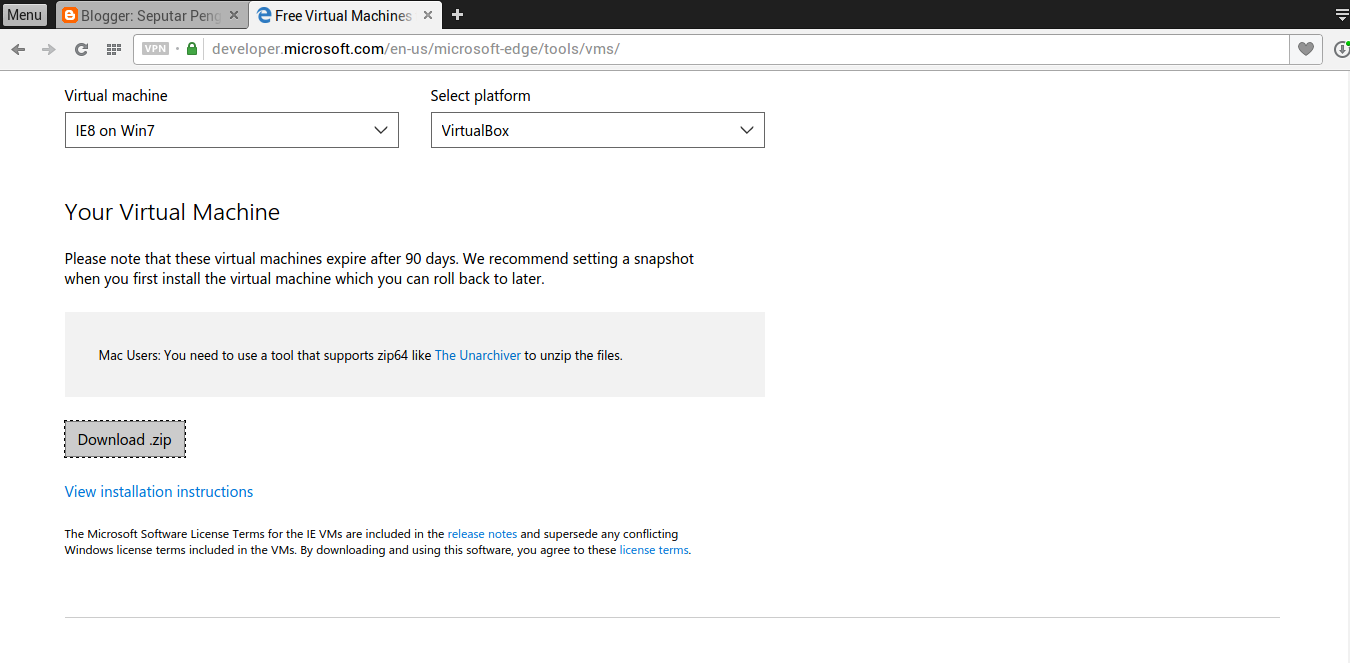 Menu
Blogger: Seputar Peng
Free Virtual Machines
VPN
developer.microsoft.com/en-us/microsoft-edge/tools/vms/
Virtual machine
Select platform
IE8 on Win7
VirtualBox
Your Virtual Machine
Please note that these virtual machines expire after 90 days. We recommend setting a snapshot
when you first install the virtual machine which you can roll back to later.
Mac Users: You need to use a tool that supports zip64 like The Unarchiver to unzip the files.
Download .zip
View installation instructions
The Microsoft Software License Terms for the IE VMs are included in the release notes and supersede any conflicting
Windows license terms included in the VMs. By downloading and using this software, you agree to these license terms.